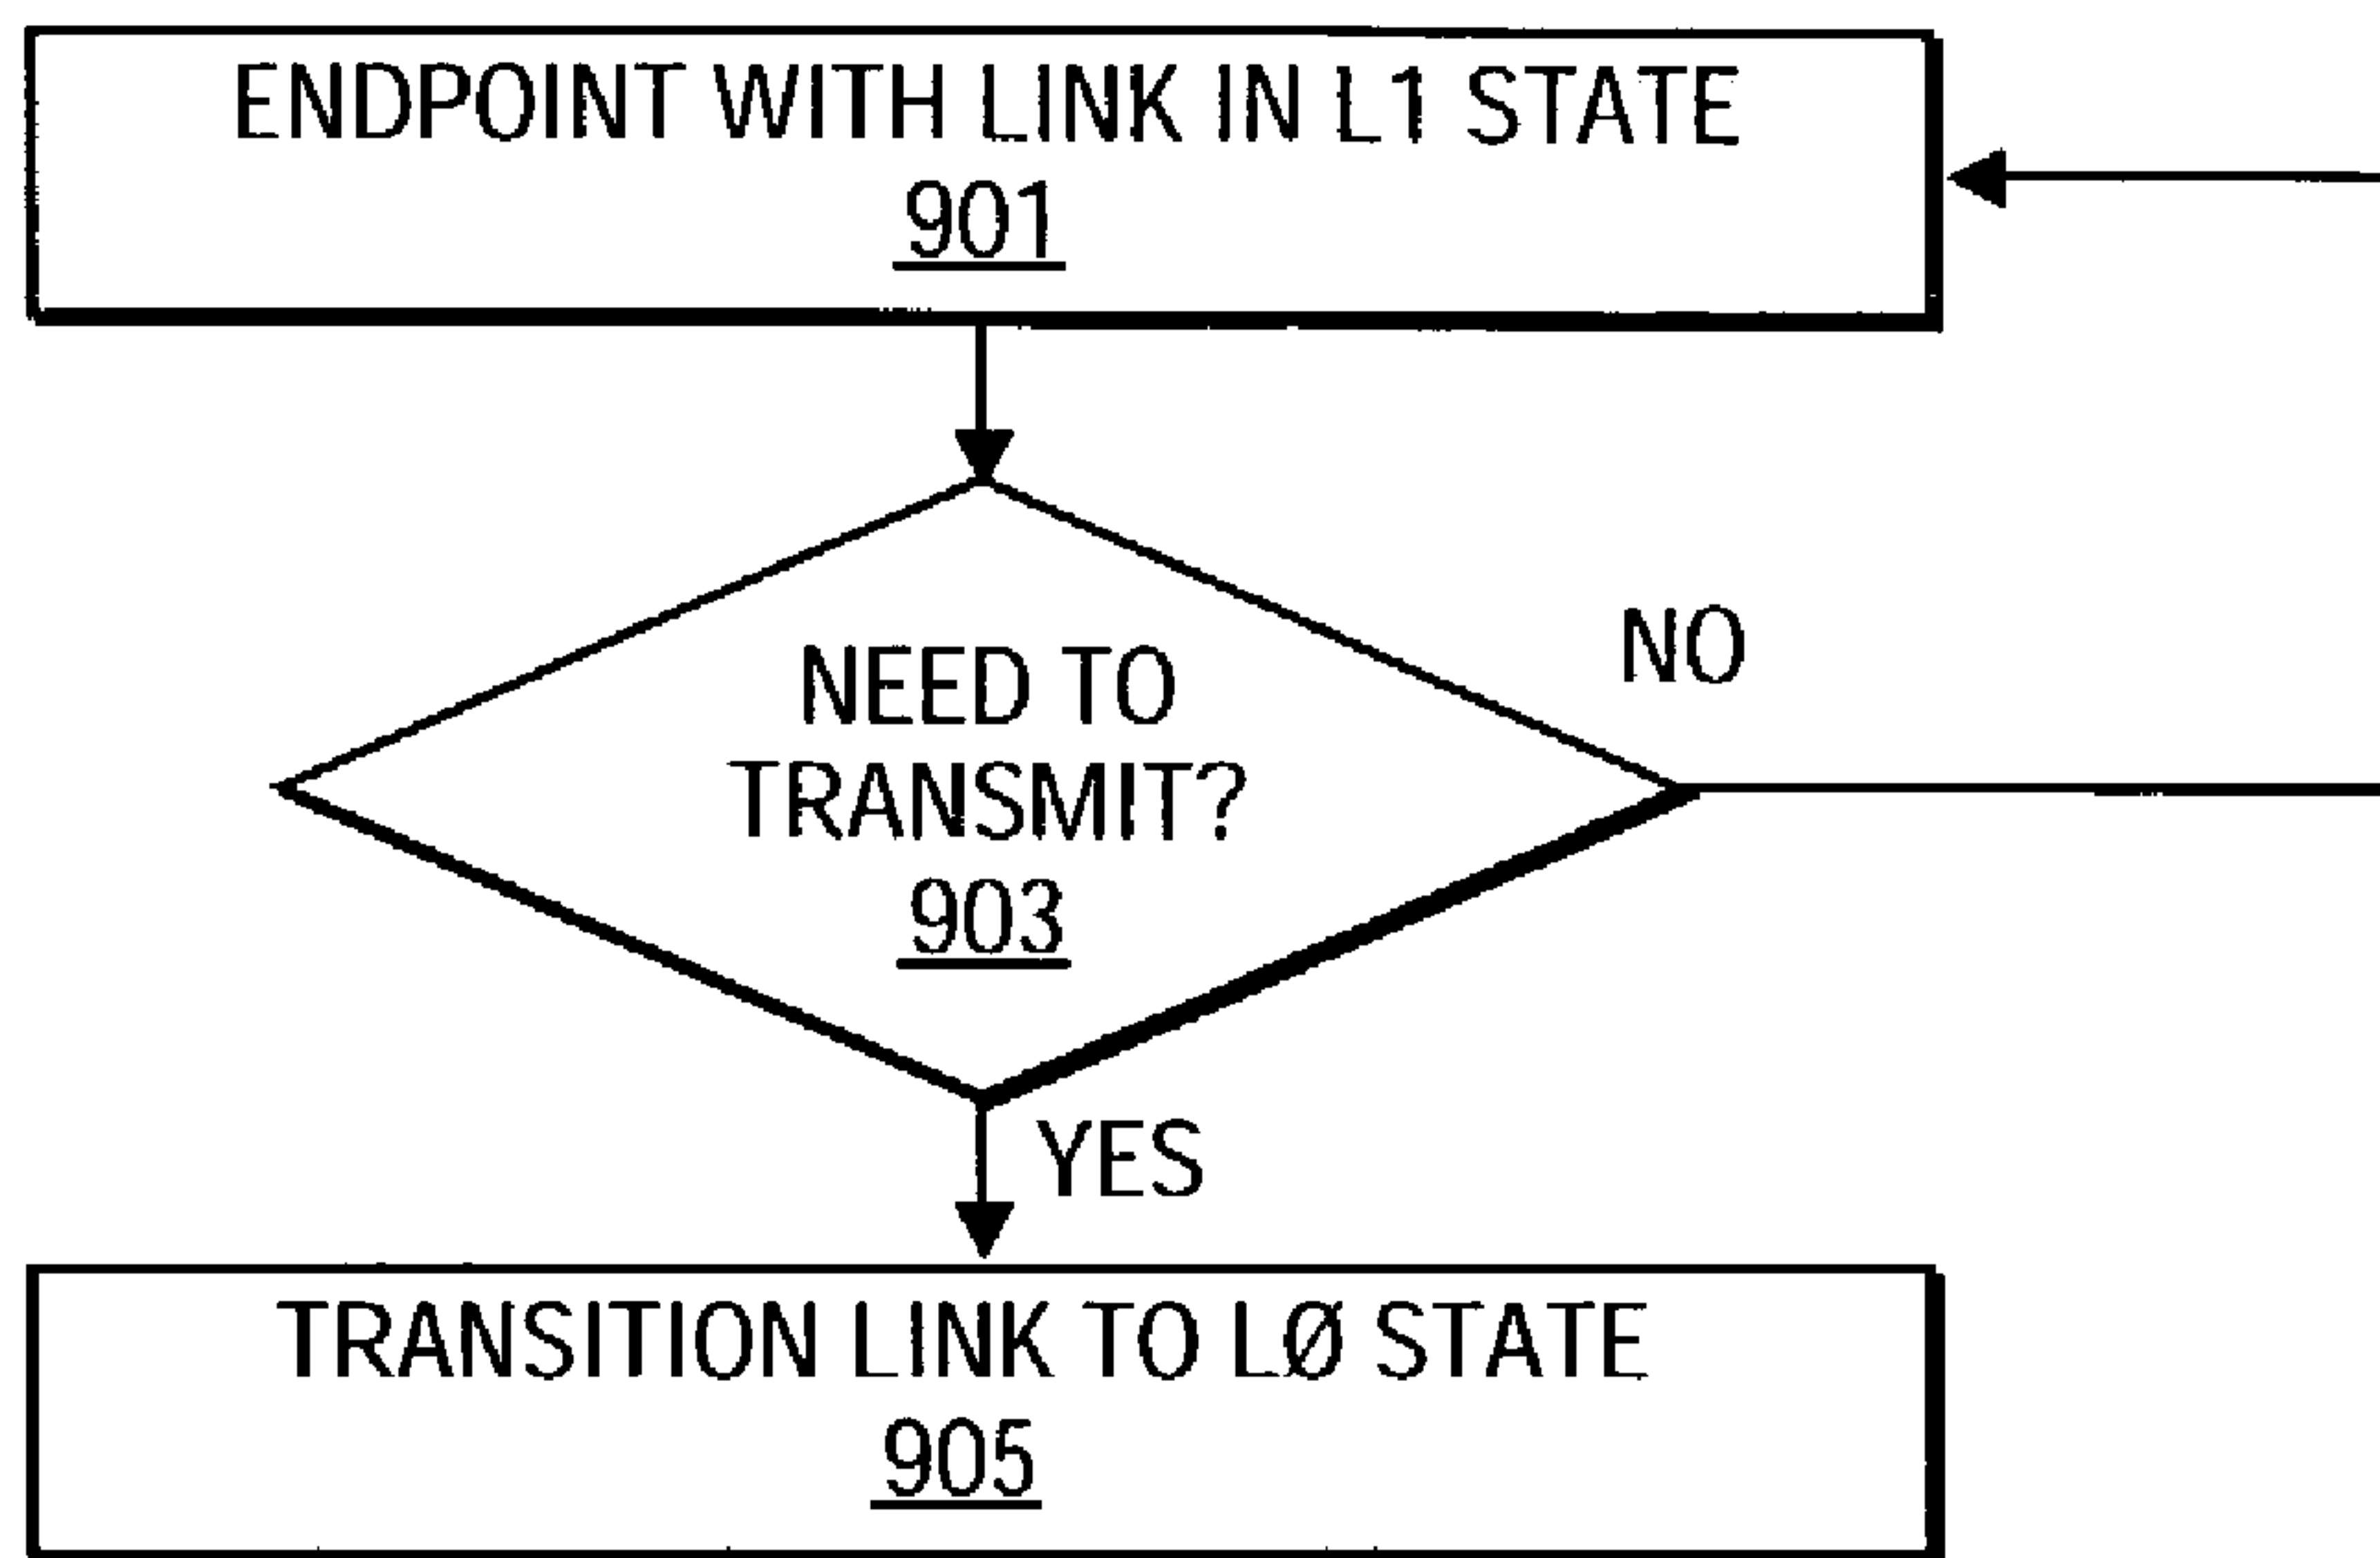 ENDPOINT WITH LINK IN L1 STATE
901
NEED TO
TRANSMIT?
903
NO
YES
TRANSITION LINK TO LØ STATE
905